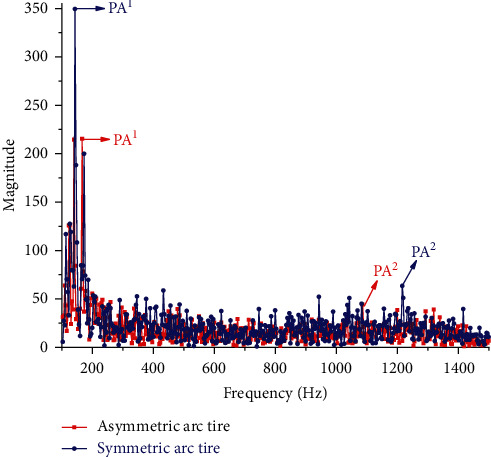 350
300
250
200
150
100
50
0
Magnitude
PA1
PA1
PA2
PA2
200 400 600 800 1000 1200 1400
Frequency (Hz)
Asymmetric arc tire
Symmetric arc tire